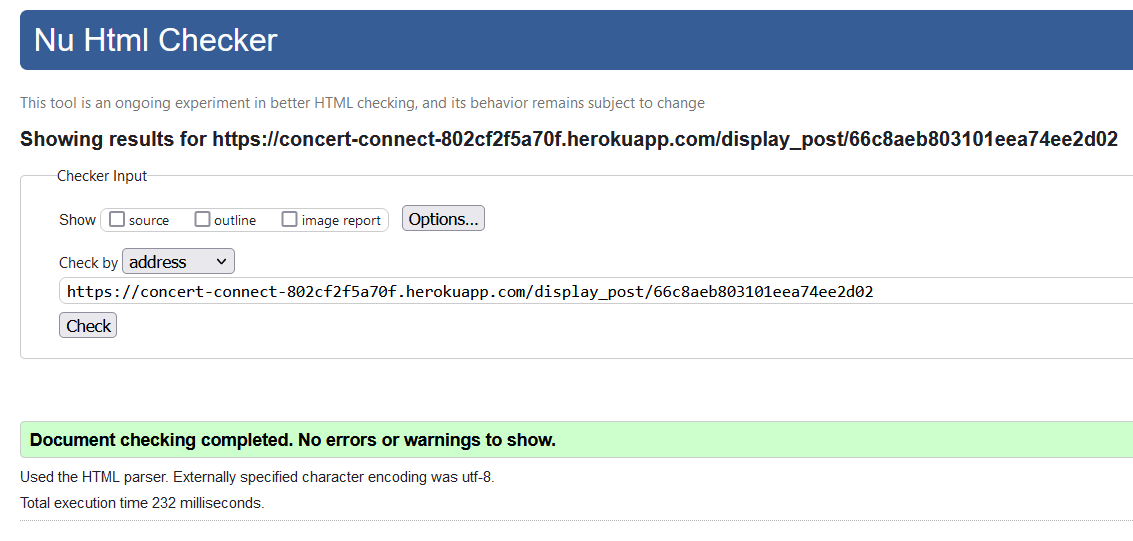 Nu Html Checker
This tool is an ongoing experiment in better HTML checking, and its behavior remains subject to change
Showing results for https://concert-connect-802cf2f5a70f.herokuapp.com/display_post/66c8aeb803101eea74ee2d02
Checker Input
Show source outline image report Options...
Check by address
https://concert-connect-802cf2f5a70f.herokuapp.com/display_post/66c8aeb803101eea74ee2d02
Check
Document checking completed. No errors or warnings to show.
Used the HTML parser. Externally specified character encoding was utf-8.
Total execution time 232 milliseconds.